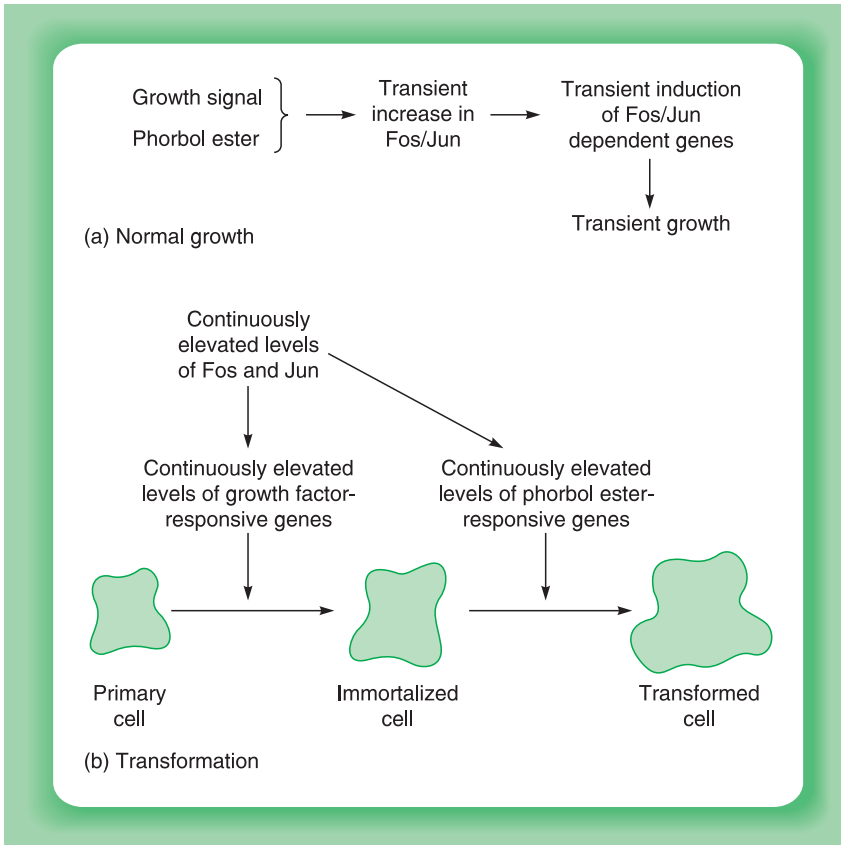 Growth signal
Phorbol ester
Transient
increase in
Fos/Jun
Transient induction
of Fos/Jun
dependent genes
Transient growth
(a) Normal growth
Continuously
elevated levels
of Fos and Jun
Continuously elevated
levels of growth factor-
responsive genes
Continuously elevated
levels of phorbol ester-
responsive genes
Primary
cell
Immortalized
cell
Transformed
cell
(b) Transformation